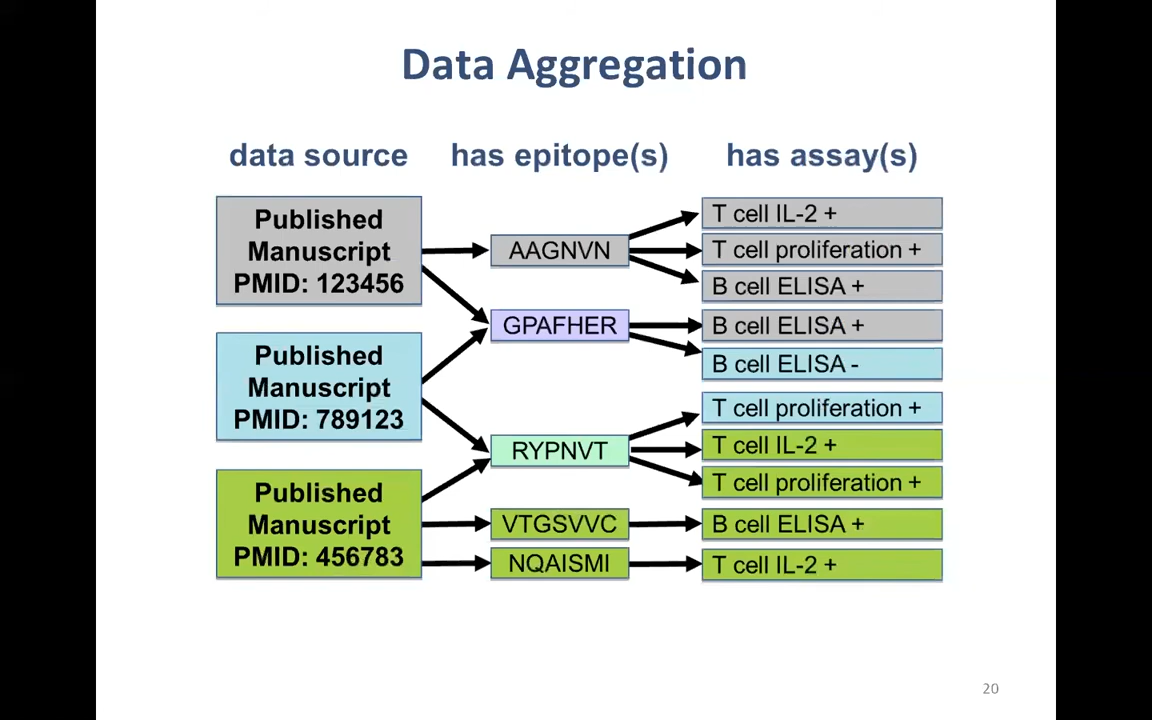 Data Aggregation
data source
has epitope(s)
has assay(s)
Published
Manuscript
PMID: 123456
Published
Manuscript
PMID: 789123
Published
Manuscript
PMID: 456783
AAGNVN
GPAFHER
RYPNVT
VTGSVVC
NQAISMI
T cell IL-2 +
T cell proliferation +
B cell ELISA +
B cell ELISA +
B cell ELISA -
T cell proliferation +
T cell IL-2 +
T cell proliferation +
B cell ELISA +
T cell IL-2 +
20